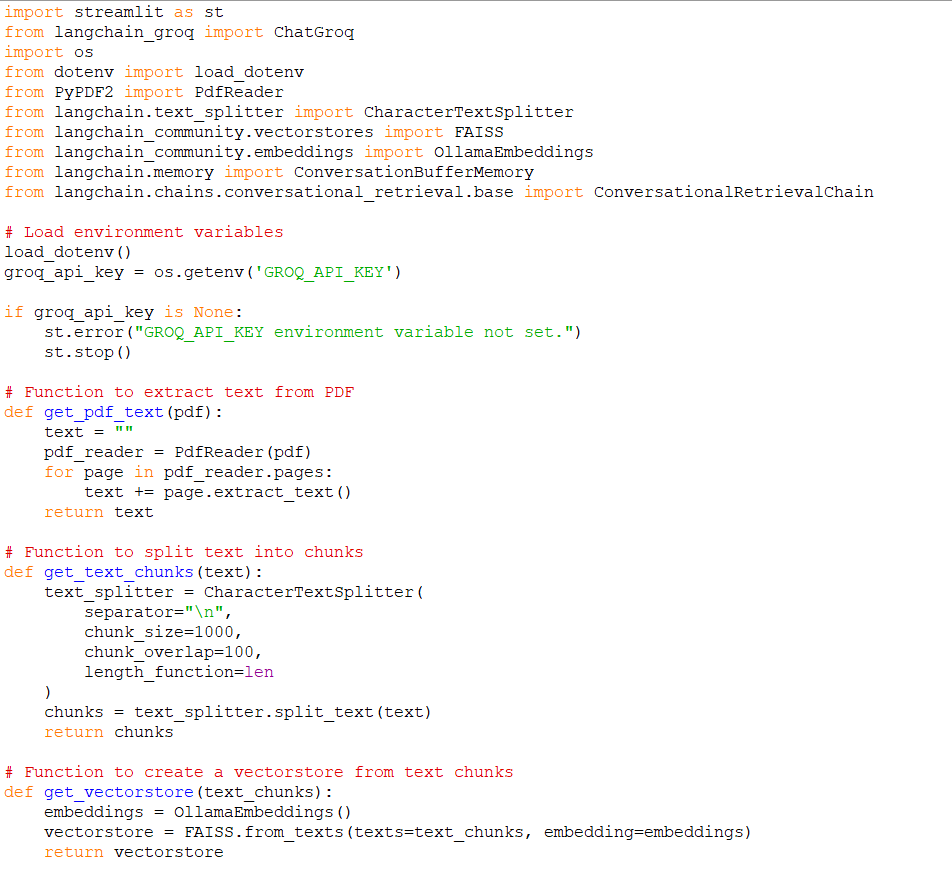 import streamlit as st
from langchain_groq import ChatGroq
import os
from dotenv import load_dotenv
from PyPDF2 import PdfReader
from langchain.text_splitter import CharacterTextSplitter
from langchain_community.vectorstores import FAISS
from langchain_community.embeddings import OllamaEmbeddings
from langchain.memory import ConversationBufferMemory
from langchain.chains.conversational_retrieval.base import ConversationalRetrievalChain

# Load environment variables
load_dotenv()
groq_api_key = os.getenv('GROQ_API_KEY')

if groq_api_key is None:
    st.error("GROQ_API_KEY environment variable not set.")
    st.stop()

# Function to extract text from PDF
def get_pdf_text(pdf):
    text = ""
    pdf_reader = PdfReader(pdf)
    for page in pdf_reader.pages:
        text += page.extract_text()
    return text

# Function to split text into chunks
def get_text_chunks(text):
    text_splitter = CharacterTextSplitter(
        separator="\n",
        chunk_size=1000,
        chunk_overlap=100,
        length_function=len
    )
    chunks = text_splitter.split_text(text)
    return chunks

# Function to create a vectorstore from text chunks
def get_vectorstore(text_chunks):
    embeddings = OllamaEmbeddings()
    vectorstore = FAISS.from_texts(texts=text_chunks, embedding=embeddings)
    return vectorstore